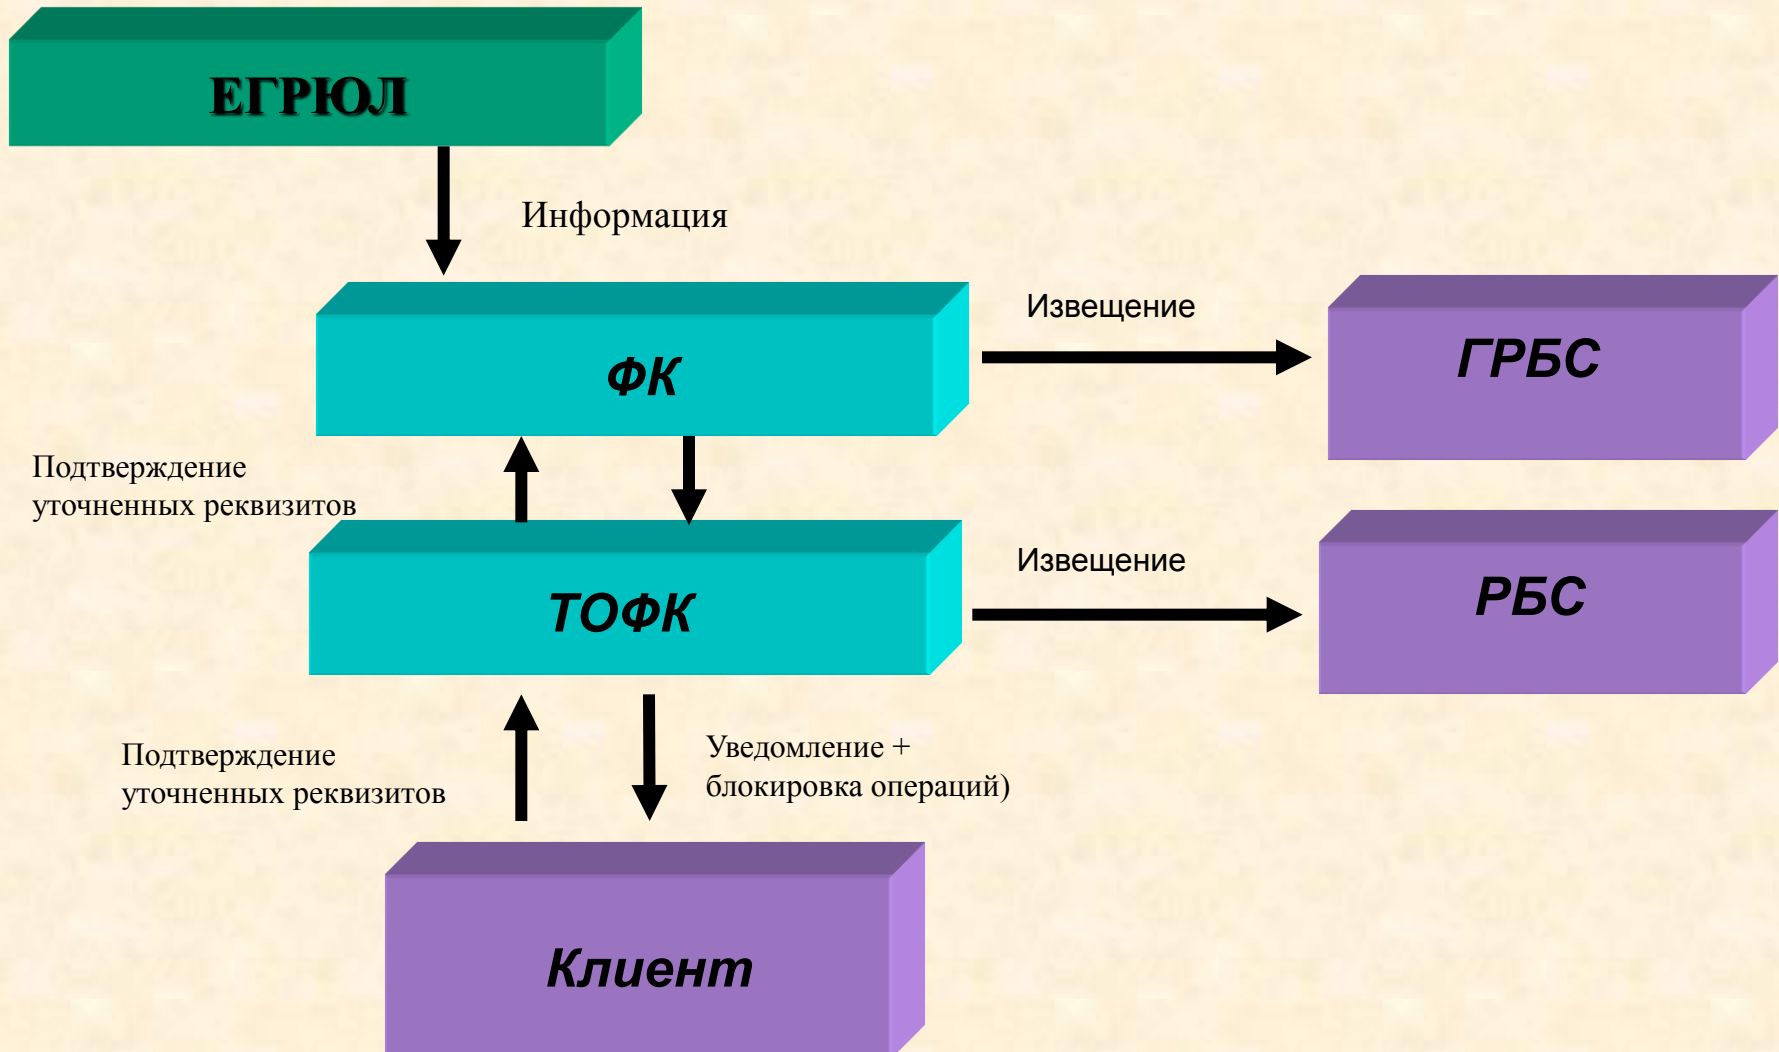 ЕГРЮЛ
Информация
Извещение
ФК
ГРБС
Подтверждение
уточненных реквизитов
Извещение
ТОФК
РБС
Подтверждение
уточненных реквизитов
Уведомление +
блокировка операций)
Клиент